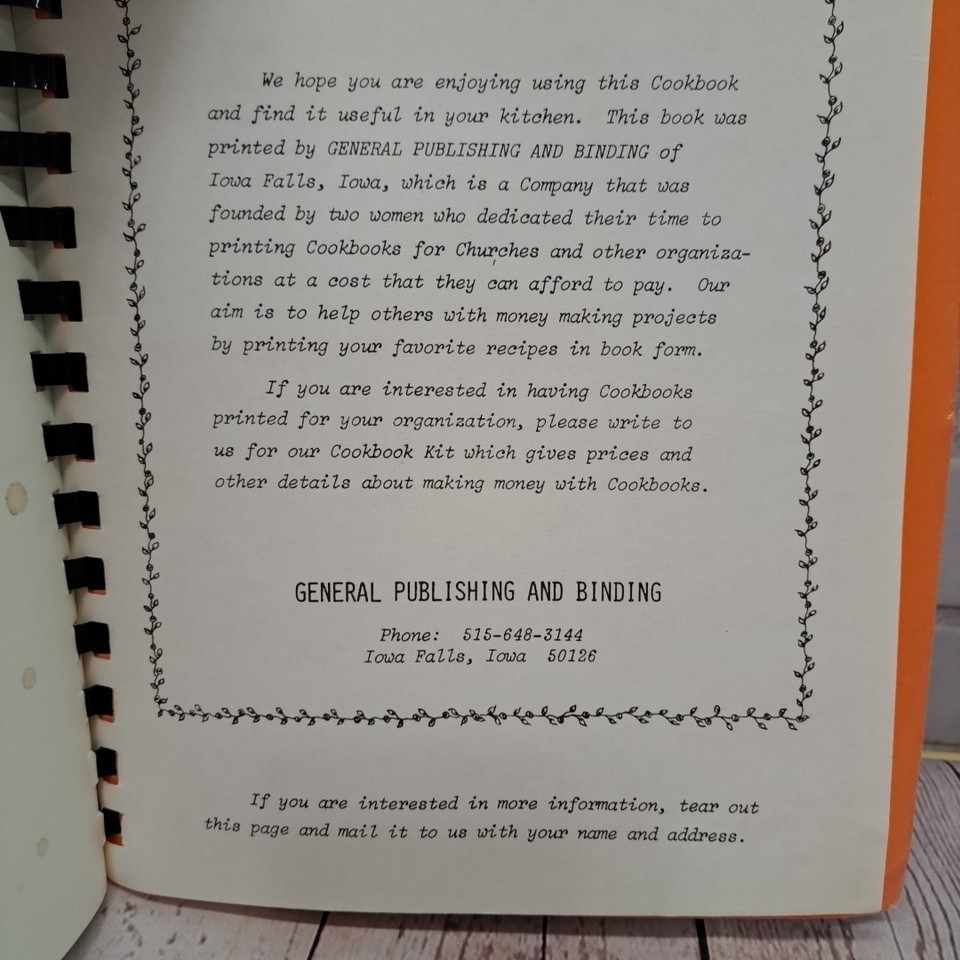 We hope you are enjoying using this Cookbook
and find it useful in your kitchen. This book was
printed by GENERAL PUBLISHING AND BINDING of
Iowa Falls, Iowa, which is a Company that was
founded by two women who dedicated their time to
printing Cookbooks for Churches and other organiza-
tions at a cost that they can afford to pay. Our
aim is to help others with money making projects
by printing your favorite recipes in book form.
If you are interested in having Cookbooks
printed for your organization, please write to
us for our Cookbook Kit which gives prices and
other details about making money with Cookbooks.
GENERAL PUBLISHING AND BINDING
Phone: 515-648-3144
Iowa Falls, Iowa 50126
If you are interested in more information, tear out
this page and mail it to us with your name and address.